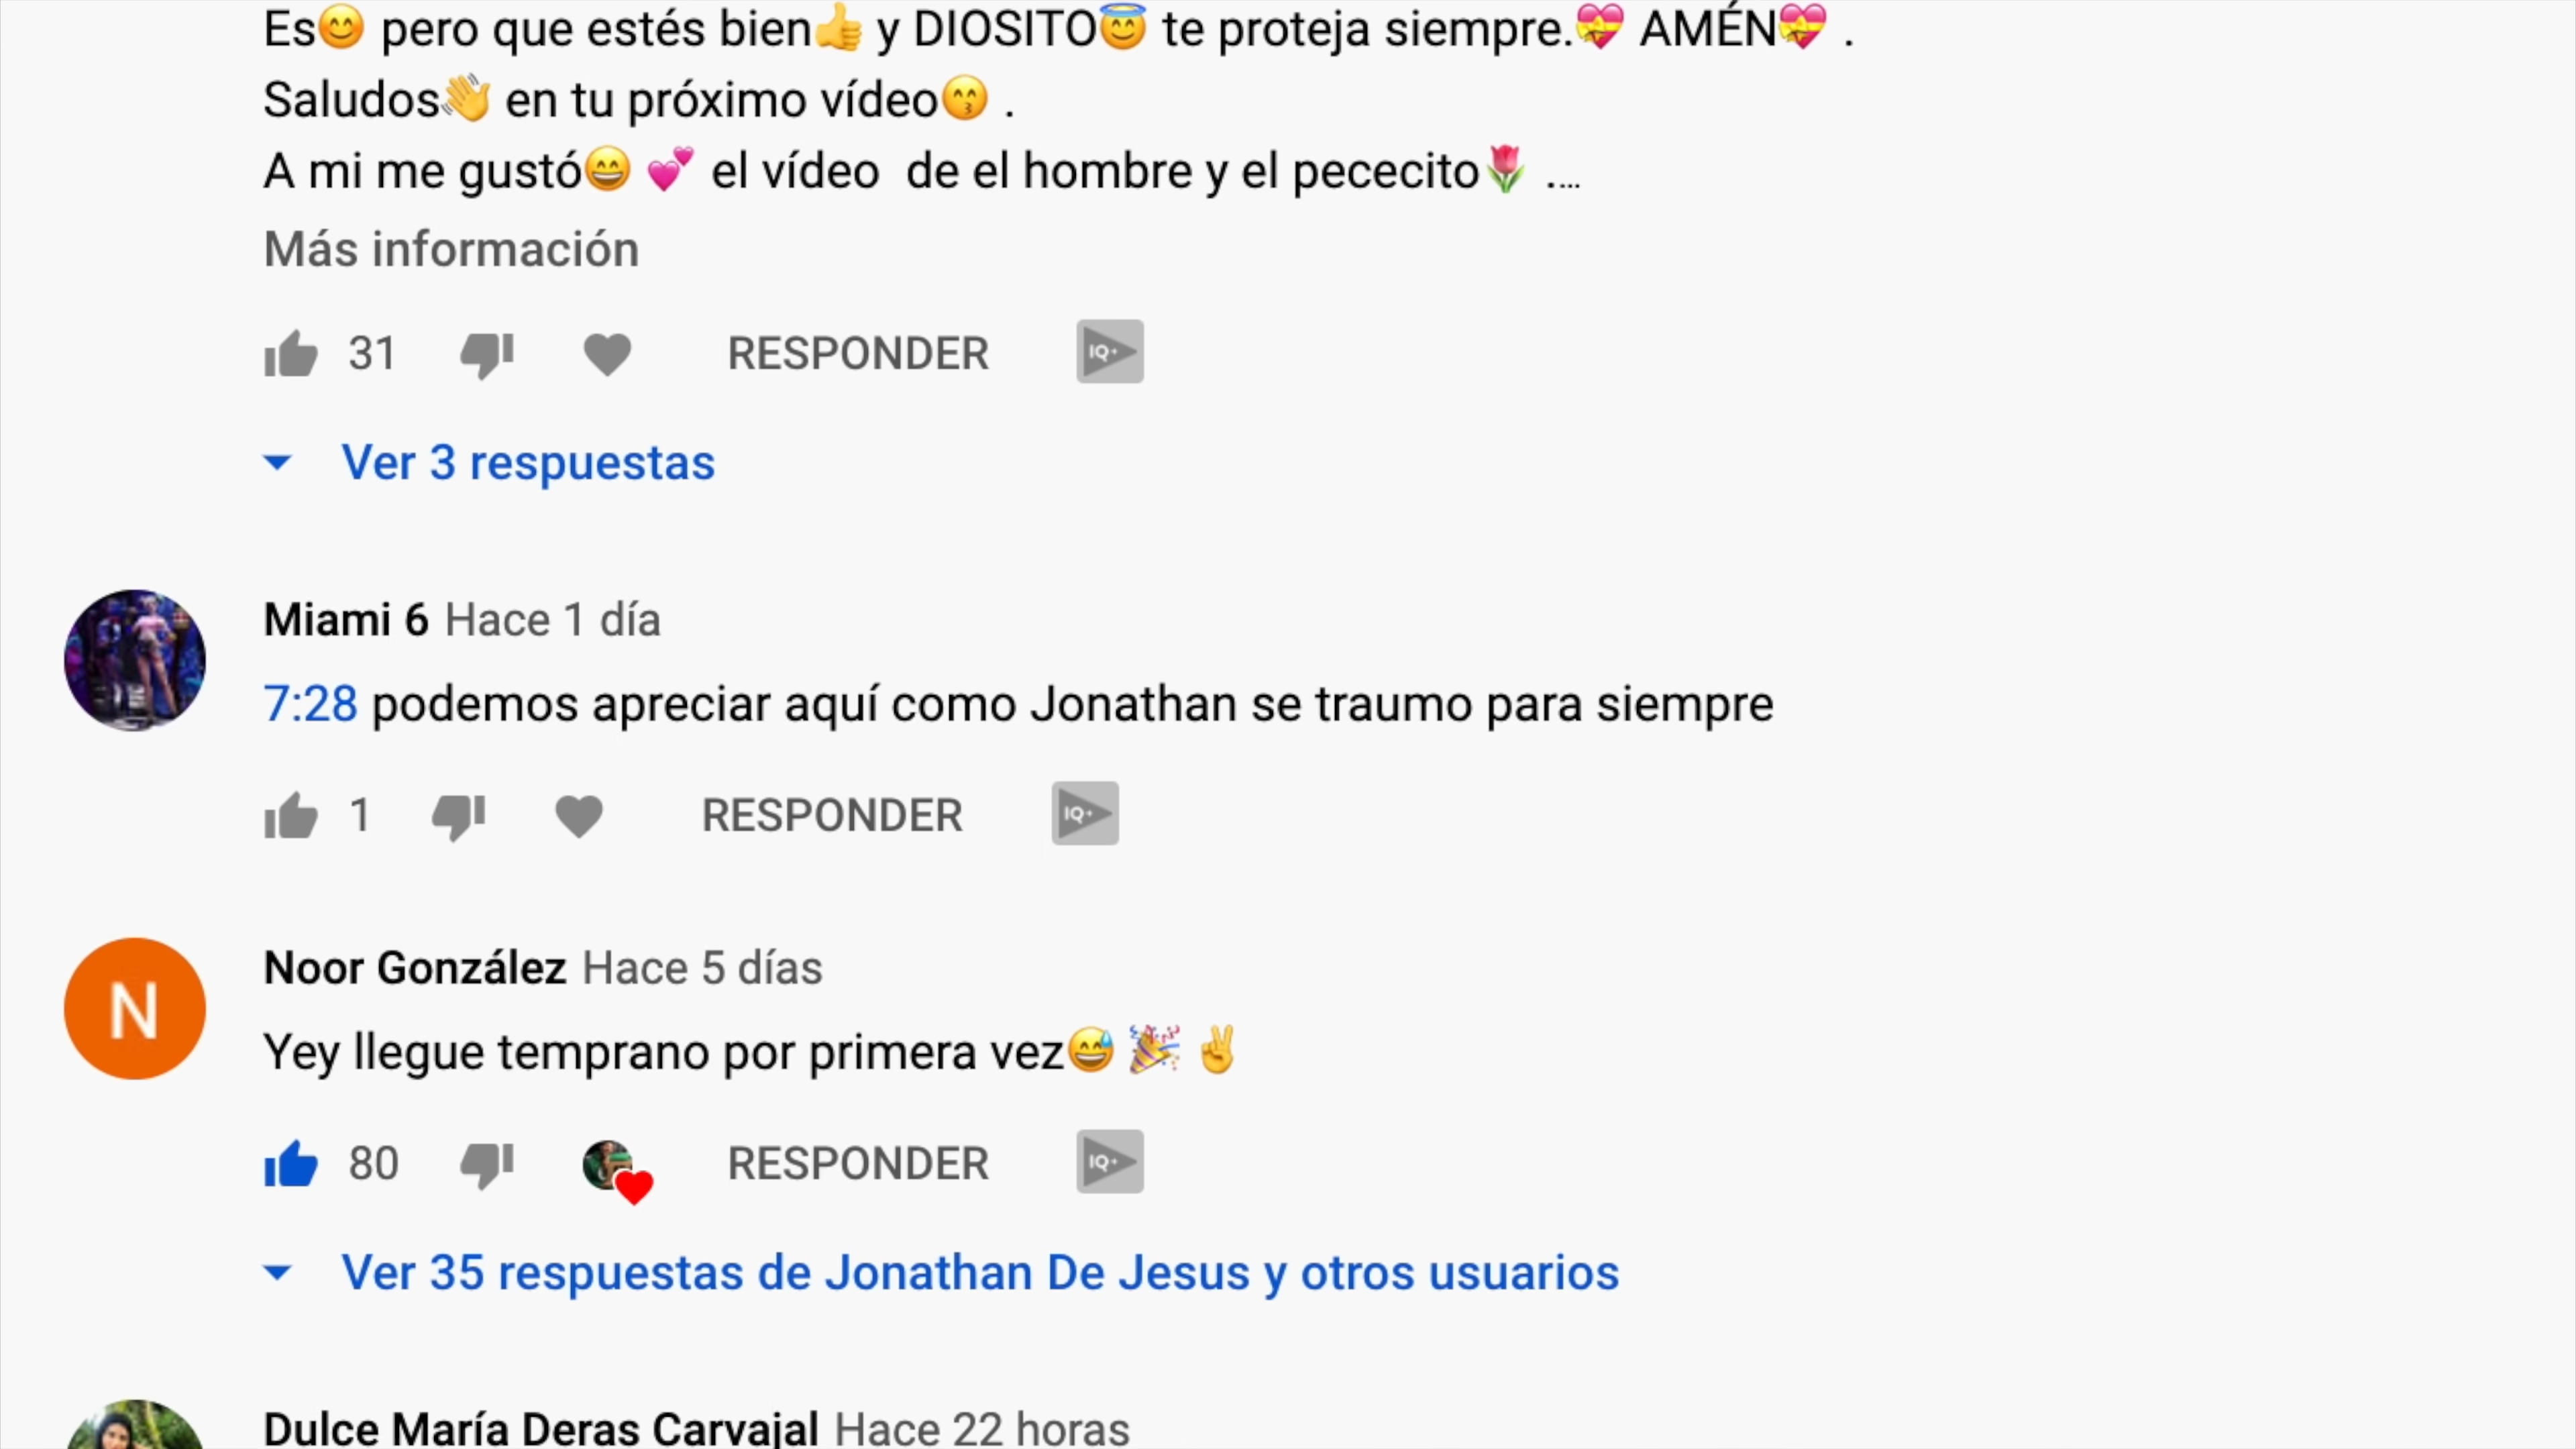 Es😊 pero que estés bien👍 y DIOSITO😇 te proteja siempre.💝 AMÉN💝 .
Saludos👋 en tu próximo vídeo😙 .
A mi me gustó😄 💕 el vídeo  de el hombre y el pececito🌷 .…
Más información
31 RESPONDER IQ+
Ver 3 respuestas
Miami 6 Hace 1 día
7:28 podemos apreciar aquí como Jonathan se traumo para siempre
1 RESPONDER IQ+
N
Noor González Hace 5 días
Yey llegue temprano por primera vez😅 🎉 ✌
80 RESPONDER IQ+
Ver 35 respuestas de Jonathan De Jesus y otros usuarios
Dulce María Deras Carvajal Hace 22 horas